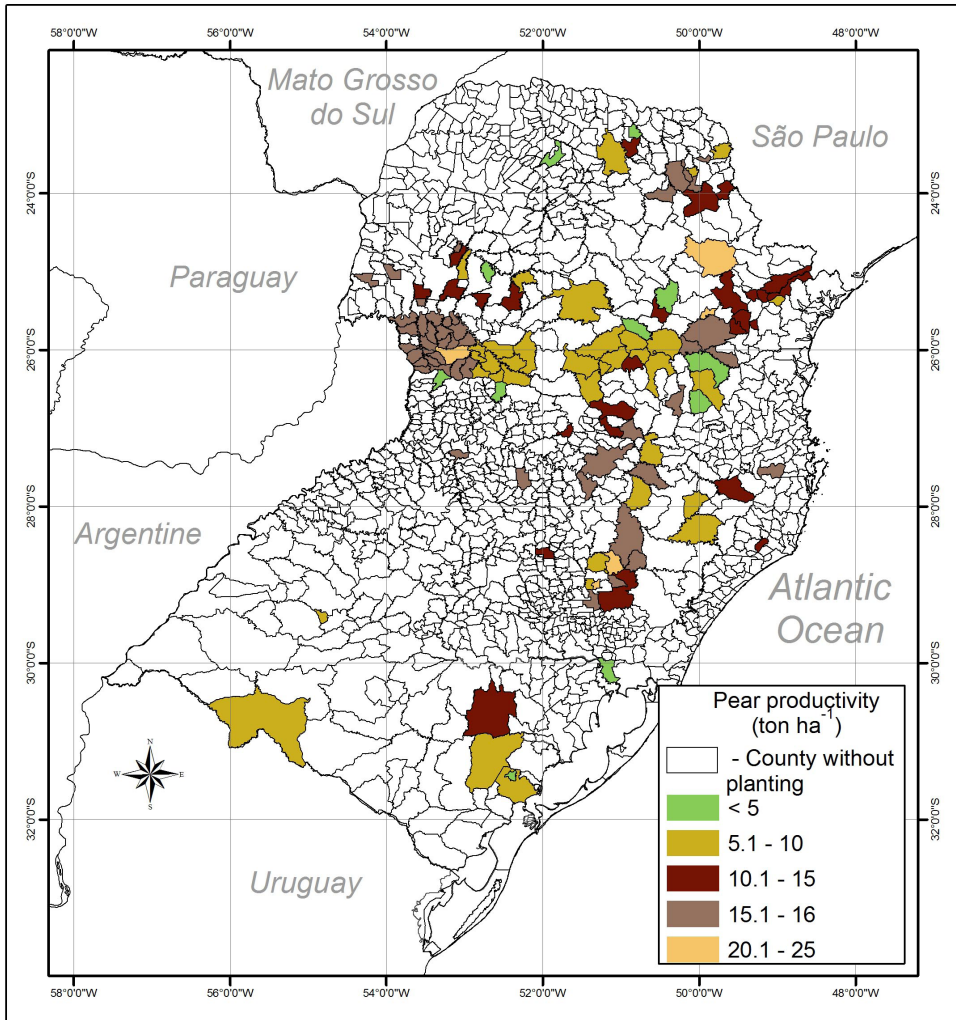 58°0'0"W 56°0'0"W 54°0'0"W 52°0'0"W 50°0'0"W 48°0'0"W
Mato Grosso
do Sul
São Paulo
24°0'0"S 24°0'0"S
Paraguay
26°0'0"S 26°0'0"S
28°0'0"S 28°0'0"S
Argentine
Atlantic
Ocean
30°0'0"S 30°0'0"S
Pear productivity
(ton ha⁻¹)
- County without
planting
< 5
5.1 - 10
10.1 - 15
15.1 - 16
20.1 - 25
N
W E
S
32°0'0"S 32°0'0"S
Uruguay
58°0'0"W 56°0'0"W 54°0'0"W 52°0'0"W 50°0'0"W 48°0'0"W